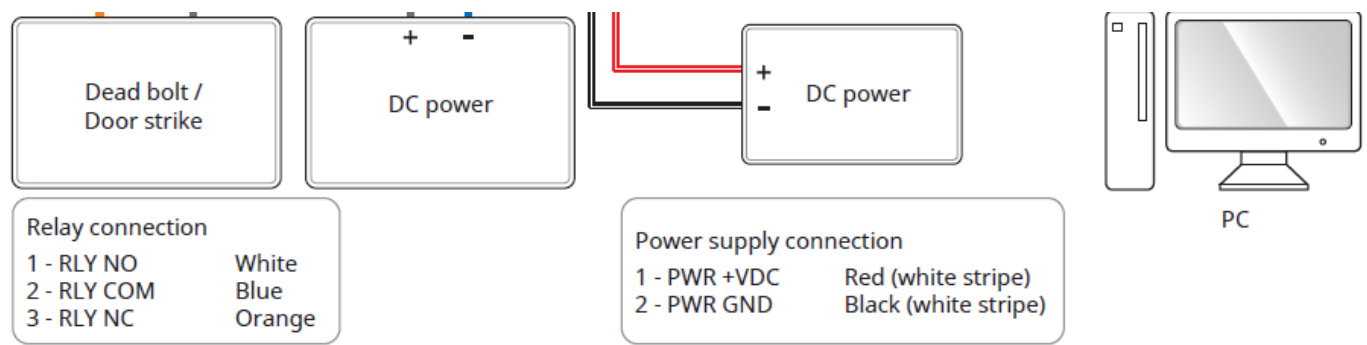 + -
Dead bolt /
Door strike
DC power
+
-
DC power
PC
Relay connection
1 - RLY NO White
2 - RLY COM Blue
3 - RLY NC Orange
Power supply connection
1 - PWR +VDC Red (white stripe)
2 - PWR GND Black (white stripe)